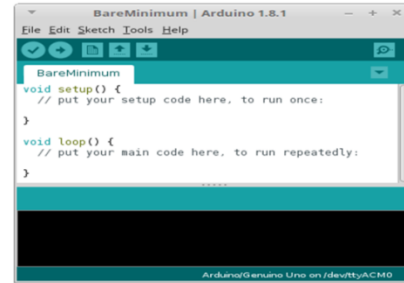 BareMinimum | Arduino 1.8.1
File Edit Sketch Tools Help
BareMinimum
void setup() {
// put your setup code here, to run once:
}
void loop() {
// put your main code here, to run repeatedly:
}
Arduino/Genuino Uno on /dev/ttyACM0